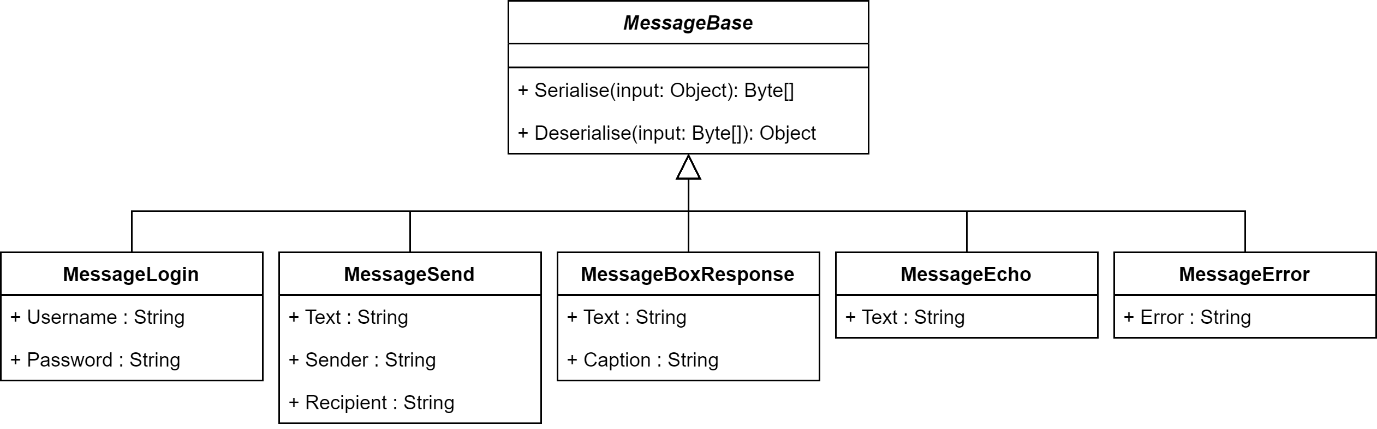 MessageBase
+ Serialise(input: Object): Byte[]
+ Deserialise(input: Byte[]): Object
MessageLogin
+ Username : String
+ Password : String
MessageSend
+ Text : String
+ Sender : String
+ Recipient : String
MessageBoxResponse
+ Text : String
+ Caption : String
MessageEcho
+ Text : String
MessageError
+ Error : String